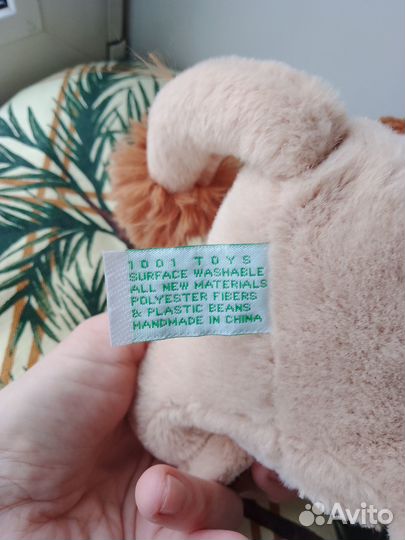 1001 TOYS
SURFACE WASHABLE
ALL NEW MATERIALS
POLYESTER FIBERS
& PLASTIC BEANS
HANDMADE IN CHINA
Avito